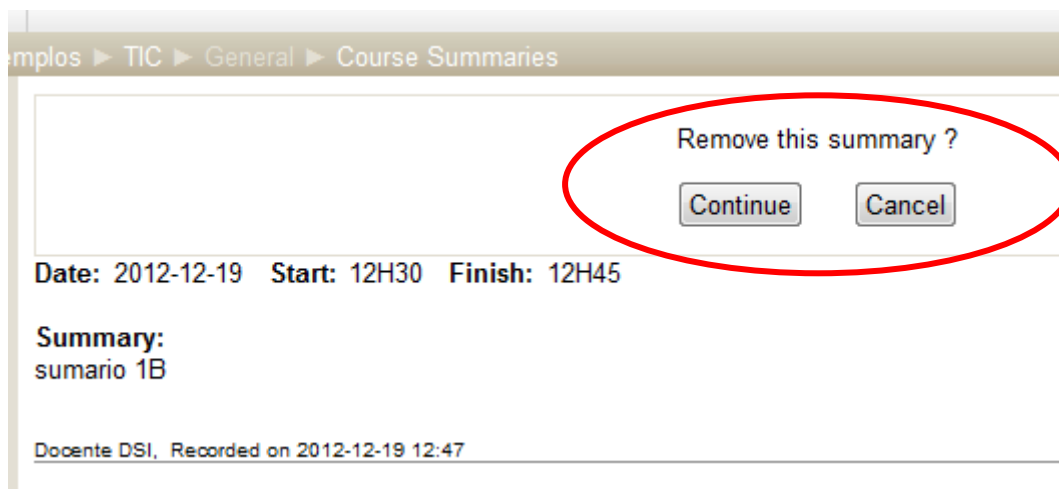 emplos ► TIC ► General ► Course Summaries
Remove this summary ?
Continue Cancel
Date: 2012-12-19 Start: 12H30 Finish: 12H45
Summary:
sumario 1B
Docente DSI, Recorded on 2012-12-19 12:47